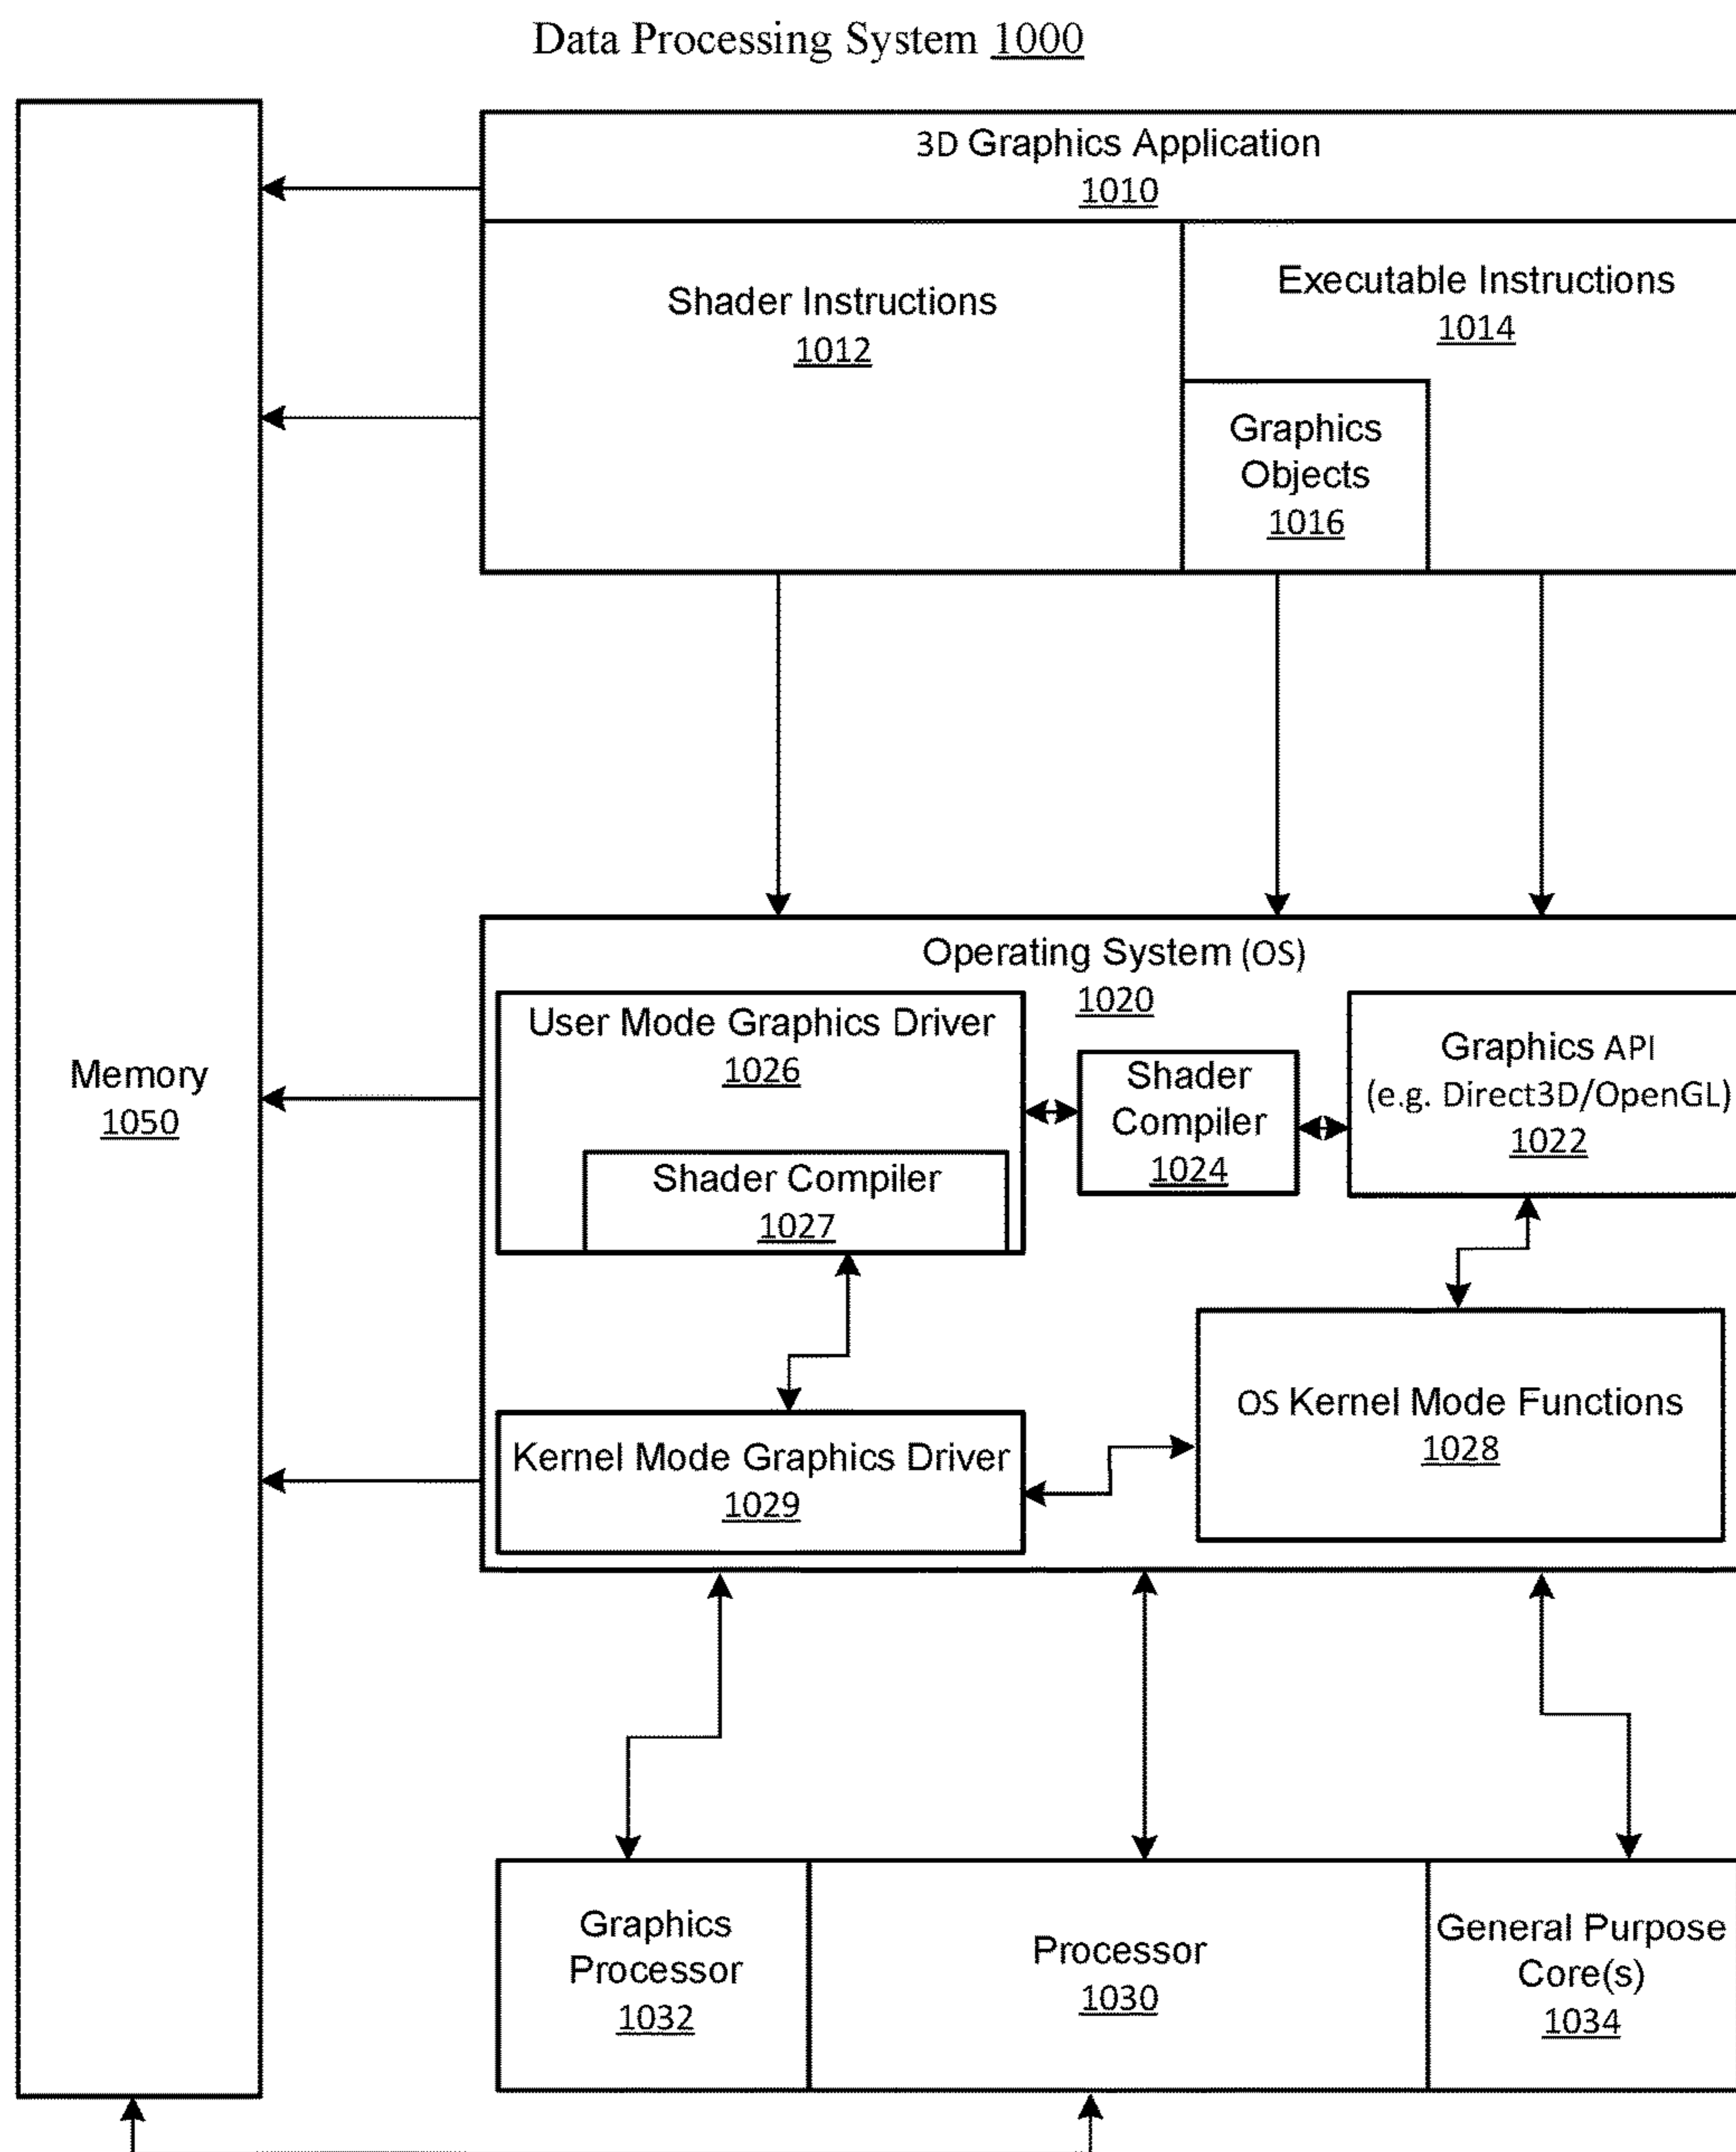 Data Processing System 1000
3D Graphics Application
1010
Shader Instructions
1012
Executable Instructions
1014
Graphics
Objects
1016
Operating System (OS)
1020
User Mode Graphics Driver
1026
Shader Compiler
1027
Shader
Compiler
1024
Graphics API
(e.g. Direct3D/OpenGL)
1022
Memory
1050
OS Kernel Mode Functions
1028
Kernel Mode Graphics Driver
1029
Graphics
Processor
1032
Processor
1030
General Purpose
Core(s)
1034